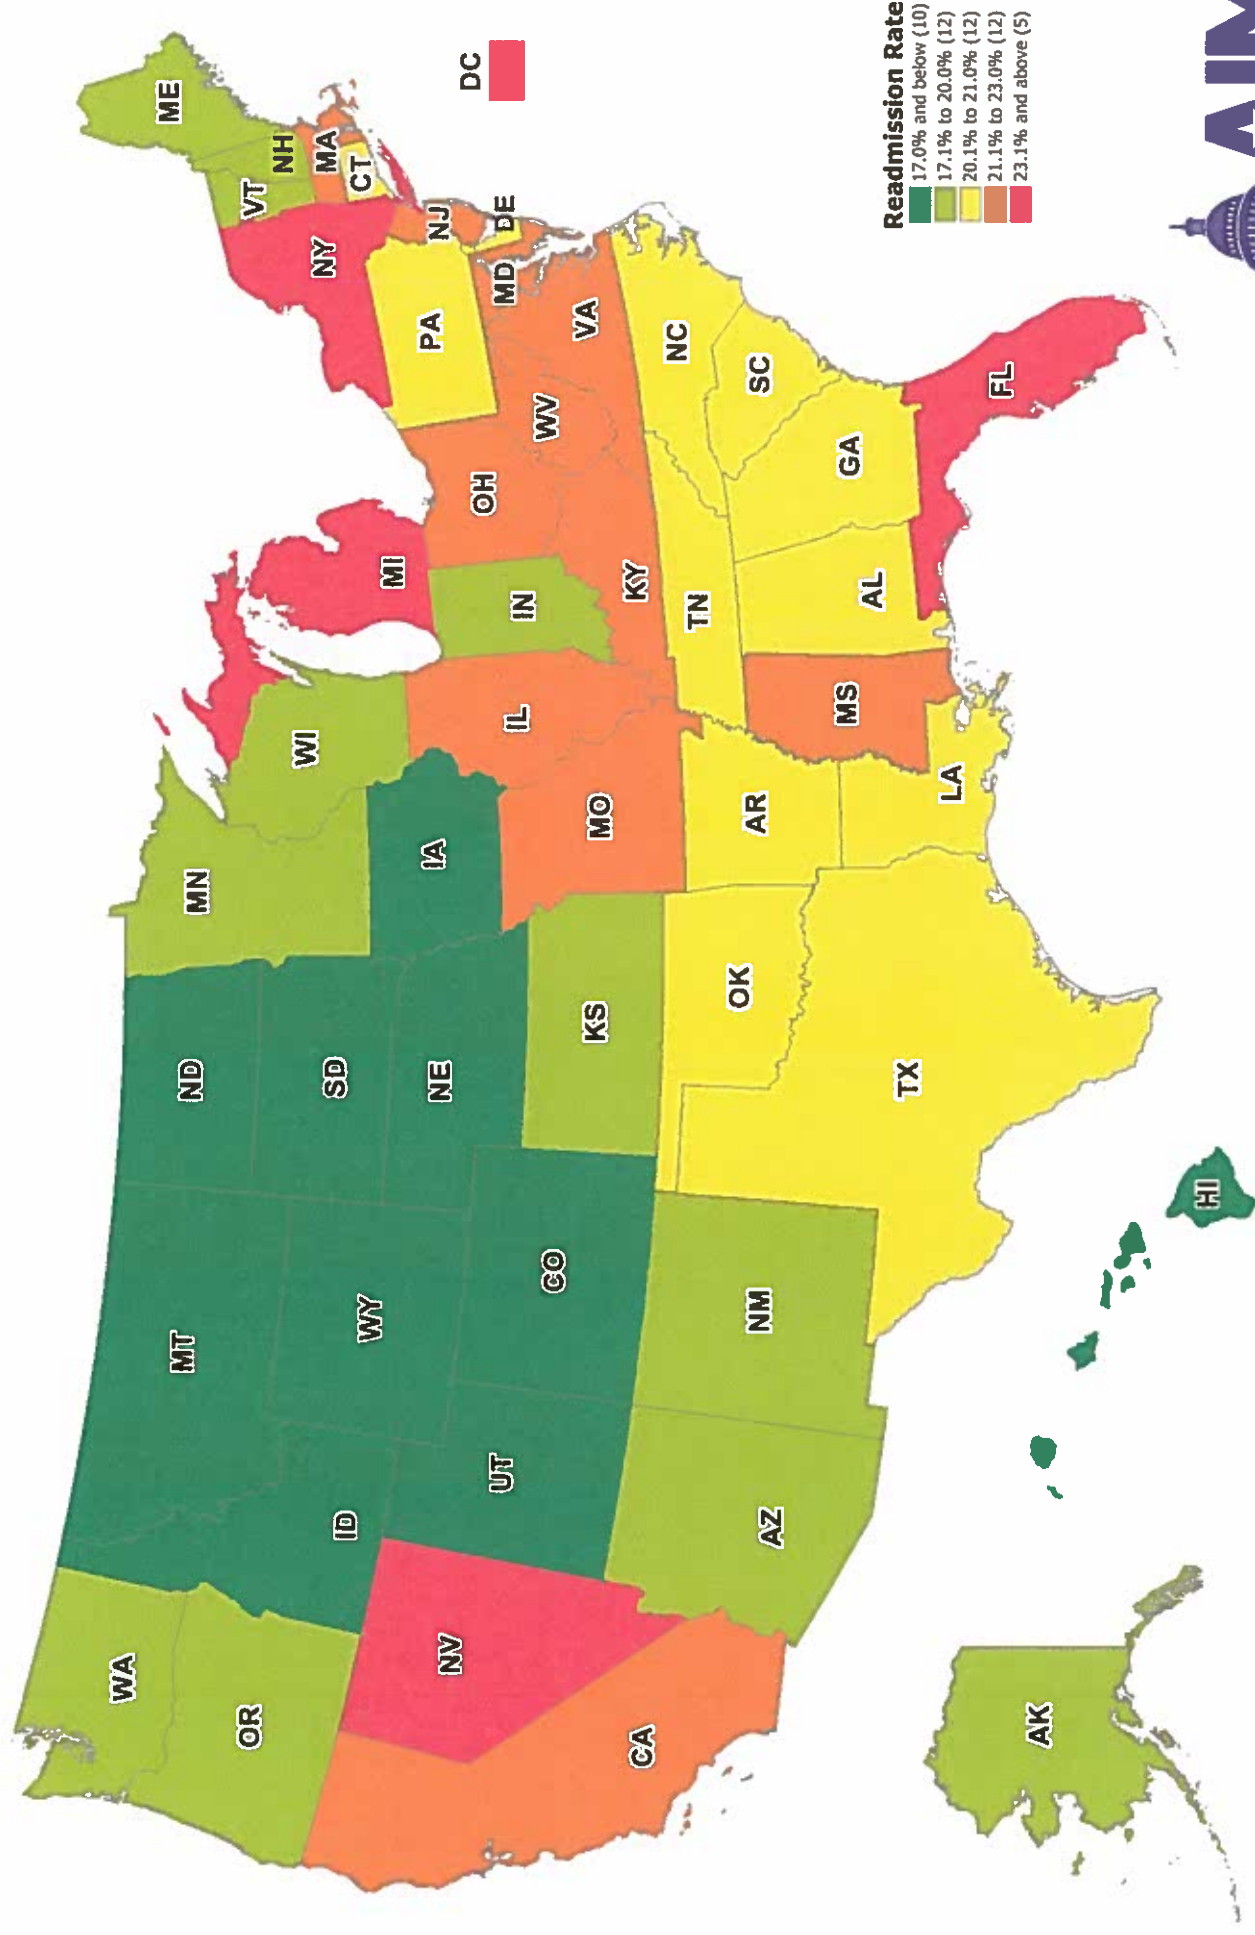 WA
MT
ND
MN
ME
OR
ID
WY
SD
WI
NY
VT
NH
MA
CT
NV
UT
NE
IA
MI
PA
NJ
CO
IL
IN
OH
MD
DE
DC
CA
KS
MO
KY
WV
VA
AZ
NM
OK
AR
TN
NC
SC
TX
LA
MS
AL
GA
FL
AK
HI
Readmission Rate
17.0% and below (10)
17.1% to 20.0% (12)
20.1% to 21.0% (12)
21.1% to 23.0% (12)
23.1% and above (5)